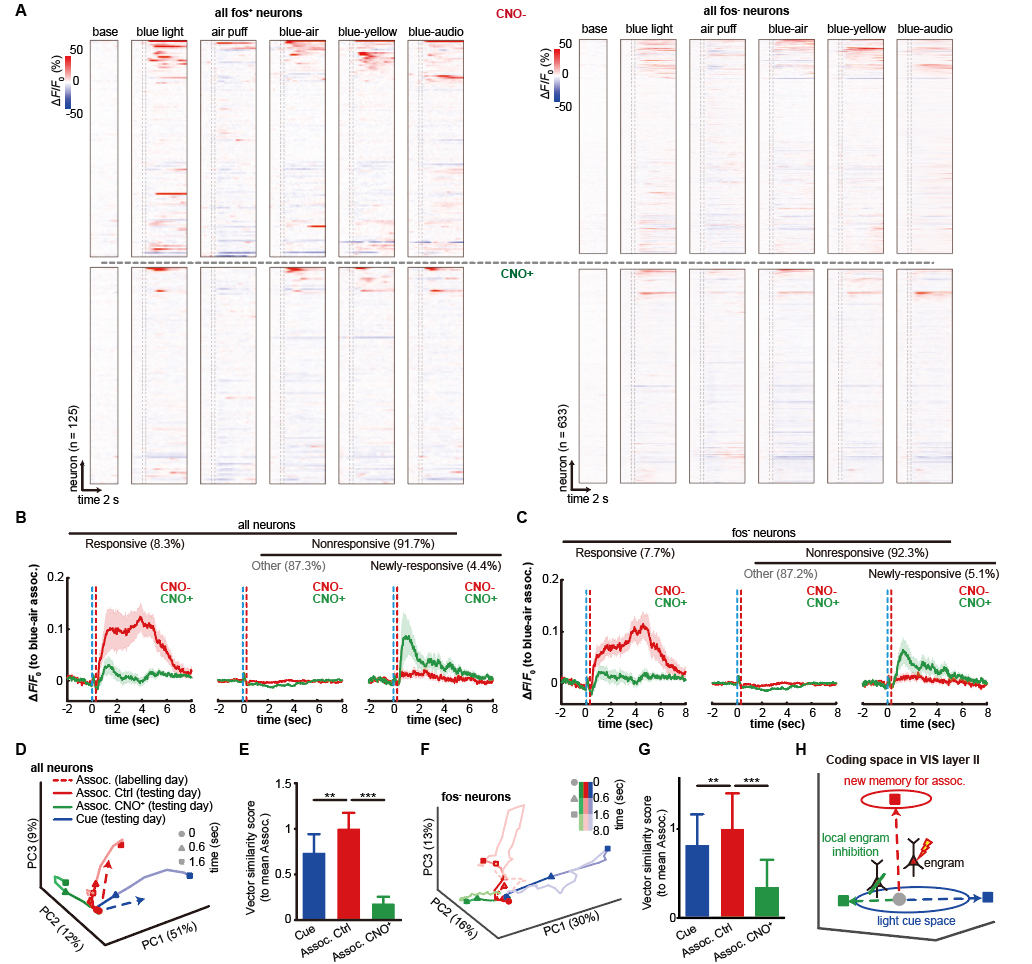 A
all fos⁺ neurons
CNO-
all fos⁻ neurons
base
blue light
air puff
blue-air
blue-yellow
blue-audio
base
blue light
air puff
blue-air
blue-yellow
blue-audio
50
0
-50
ΔF/F₀ (%)
50
0
-50
ΔF/F₀ (%)
CNO+
neuron (n = 125)
time 2 s
neuron (n = 633)
time 2 s
B
all neurons
Responsive (8.3%)
Nonresponsive (91.7%)
Other (87.3%)
Newly-responsive (4.4%)
CNO-
CNO+
CNO-
CNO+
CNO-
CNO+
ΔF/F₀ (to blue-air assoc.)
0.2
0.1
0
-2 0 2 4 6 8
time (sec)
-2 0 2 4 6 8
time (sec)
-2 0 2 4 6 8
time (sec)
C
fos⁻ neurons
Responsive (7.7%)
Nonresponsive (92.3%)
Other (87.2%)
Newly-responsive (5.1%)
CNO-
CNO+
CNO-
CNO+
CNO-
CNO+
ΔF/F₀ (to blue-air assoc.)
0.2
0.1
0
-2 0 2 4 6 8
time (sec)
-2 0 2 4 6 8
time (sec)
-2 0 2 4 6 8
time (sec)
D
all neurons
Assoc. (labelling day)
Assoc. Ctrl (testing day)
Assoc. CNO⁺ (testing day)
Cue (testing day)
0
0.6
1.6
time (sec)
PC3 (9%)
PC2 (12%)
PC1 (51%)
E
Vector similarity score
(to mean Assoc.)
1.5
1
0.5
0
**
***
Cue
Assoc. Ctrl
Assoc. CNO⁺
F
fos⁻ neurons
0
0.6
1.6
8.0
time (sec)
PC3 (13%)
PC2 (16%)
PC1 (30%)
G
Vector similarity score
(to mean Assoc.)
1
0
**
***
Cue
Assoc. Ctrl
Assoc. CNO⁺
H
Coding space in VIS layer II
new memory for assoc.
local engram
inhibition
engram
light cue space